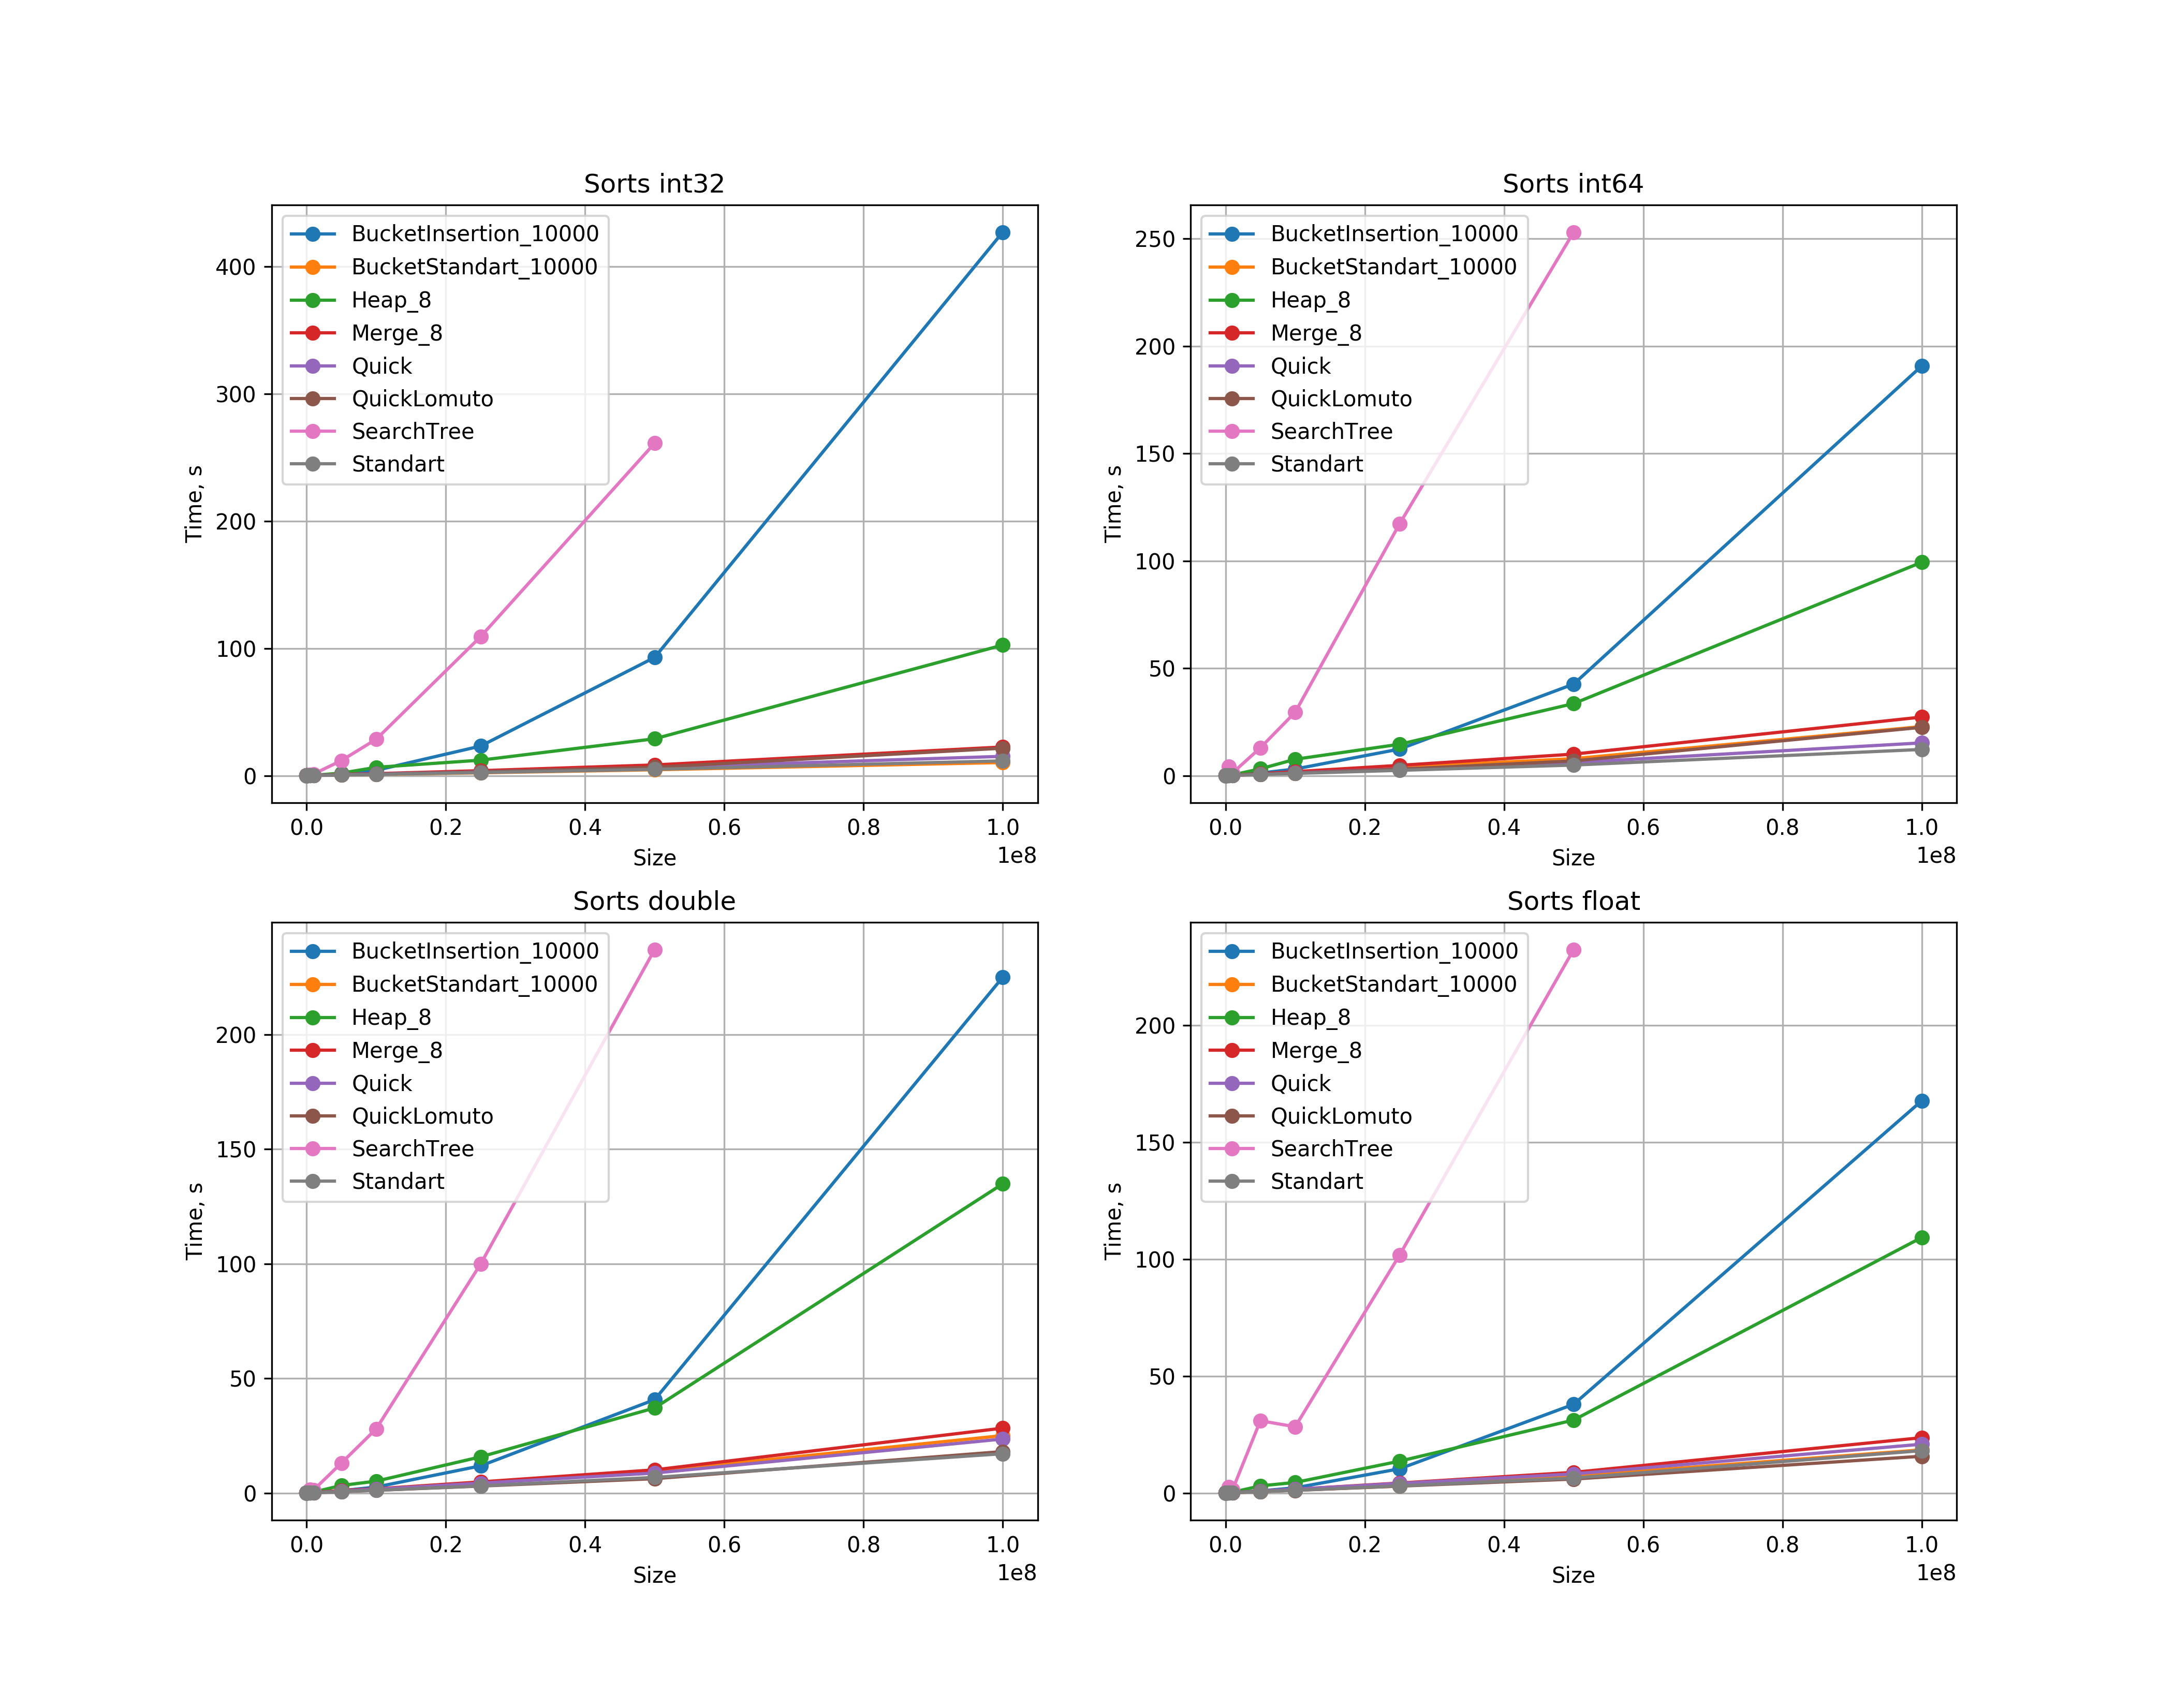 Sorts int32
BucketInsertion_10000
BucketStandart_10000
Heap_8
Merge_8
Quick
QuickLomuto
SearchTree
Standart
Time, s
400
300
200
100
0
0.0 0.2 0.4 0.6 0.8 1.0
1e8
Size
Sorts int64
BucketInsertion_10000
BucketStandart_10000
Heap_8
Merge_8
Quick
QuickLomuto
SearchTree
Standart
Time, s
250
200
150
100
50
0
0.0 0.2 0.4 0.6 0.8 1.0
1e8
Size
Sorts double
BucketInsertion_10000
BucketStandart_10000
Heap_8
Merge_8
Quick
QuickLomuto
SearchTree
Standart
Time, s
200
150
100
50
0
0.0 0.2 0.4 0.6 0.8 1.0
1e8
Size
Sorts float
BucketInsertion_10000
BucketStandart_10000
Heap_8
Merge_8
Quick
QuickLomuto
SearchTree
Standart
Time, s
200
150
100
50
0
0.0 0.2 0.4 0.6 0.8 1.0
1e8
Size